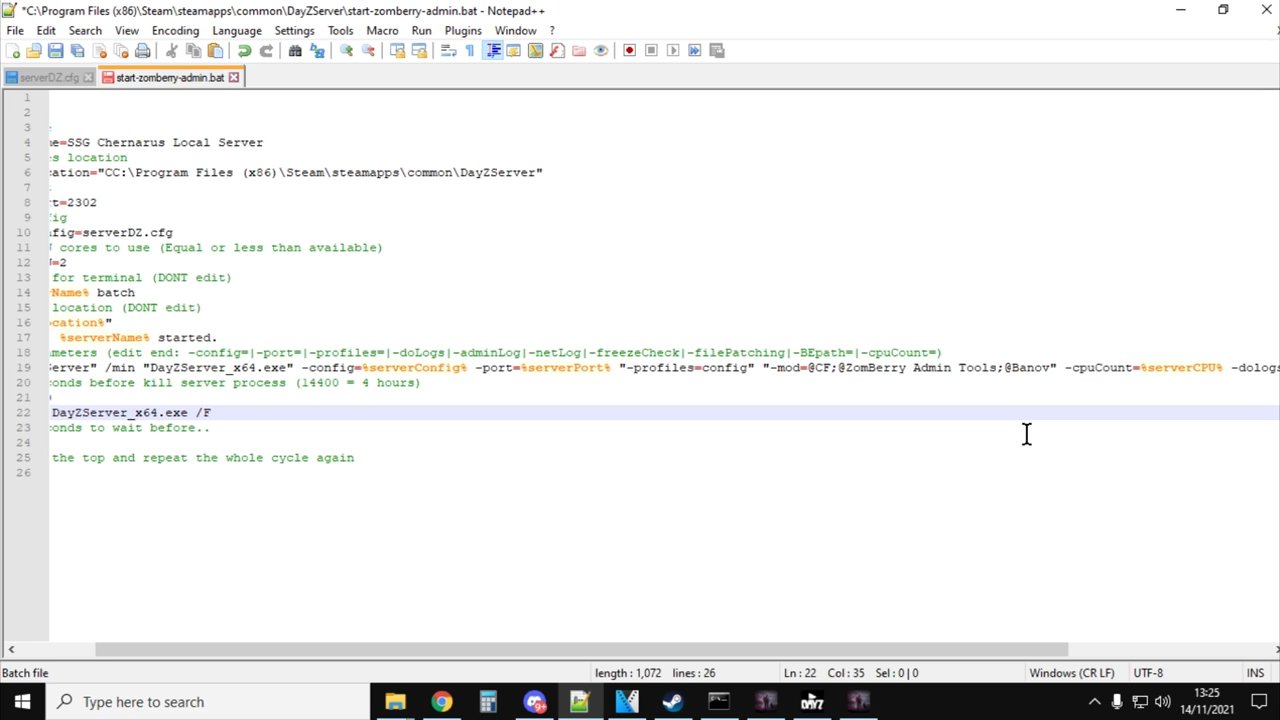 *C:\Program Files (x86)\Steam\steamapps\common\DayZServer\start-zomberry-admin.bat - Notepad++
File Edit Search View Encoding Language Settings Tools Macro Run Plugins Window ?
serverDZ.cfg start-zomberry-admin.bat
1
2
3
4 me=SSG Chernarus Local Server
5 s location
6 ation="CC:\Program Files (x86)\Steam\steamapps\common\DayZServer"
7
8 t=2302
9 ig
10 fig=serverDZ.cfg
11 cores to use (Equal or less than available)
12 =2
13 for terminal (DONT edit)
14 Name% batch
15 location (DONT edit)
16 ocation%"
17 %serverName% started.
18 meters (edit end: -config=|-port=|-profiles=|-doLogs|-adminLog|-netLog|-freezeCheck|-filePatching|-BEpath=|-cpuCount=)
19 Server" /min "DayZServer_x64.exe" -config=%serverConfig% -port=%serverPort% "-profiles=config" "-mod=@CF;@ZomBerry Admin Tools;@Banov" -cpuCount=%serverCPU% -dologs
20 onds before kill server process (14400 = 4 hours)
21
22 DayZServer_x64.exe /F
23 onds to wait before..
24
25 the top and repeat the whole cycle again
26
Batch file length : 1,072 lines : 26 Ln : 22 Col : 35 Sel : 0 | 0 Windows (CR LF) UTF-8 INS
Type here to search
DAYZ
13:25
14/11/2021